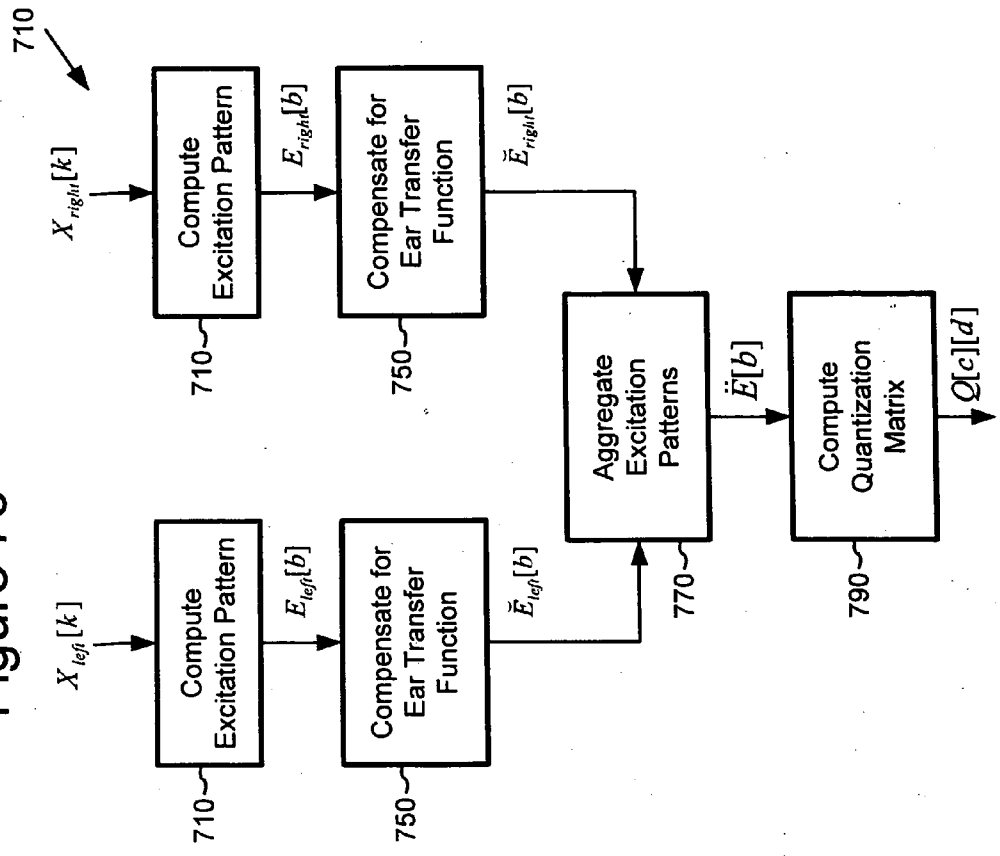 Figure
710
X_left[k]
X_right[k]
Compute
Excitation Pattern
710
Compute
Excitation Pattern
710
E_left[b]
E_right[b]
Compensate for
Ear Transfer
Function
750
Compensate for
Ear Transfer
Function
750
Ĕ_left[b]
Ĕ_right[b]
Aggregate
Excitation
Patterns
770
Ë[b]
Compute
Quantization
Matrix
790
Q[c][d]